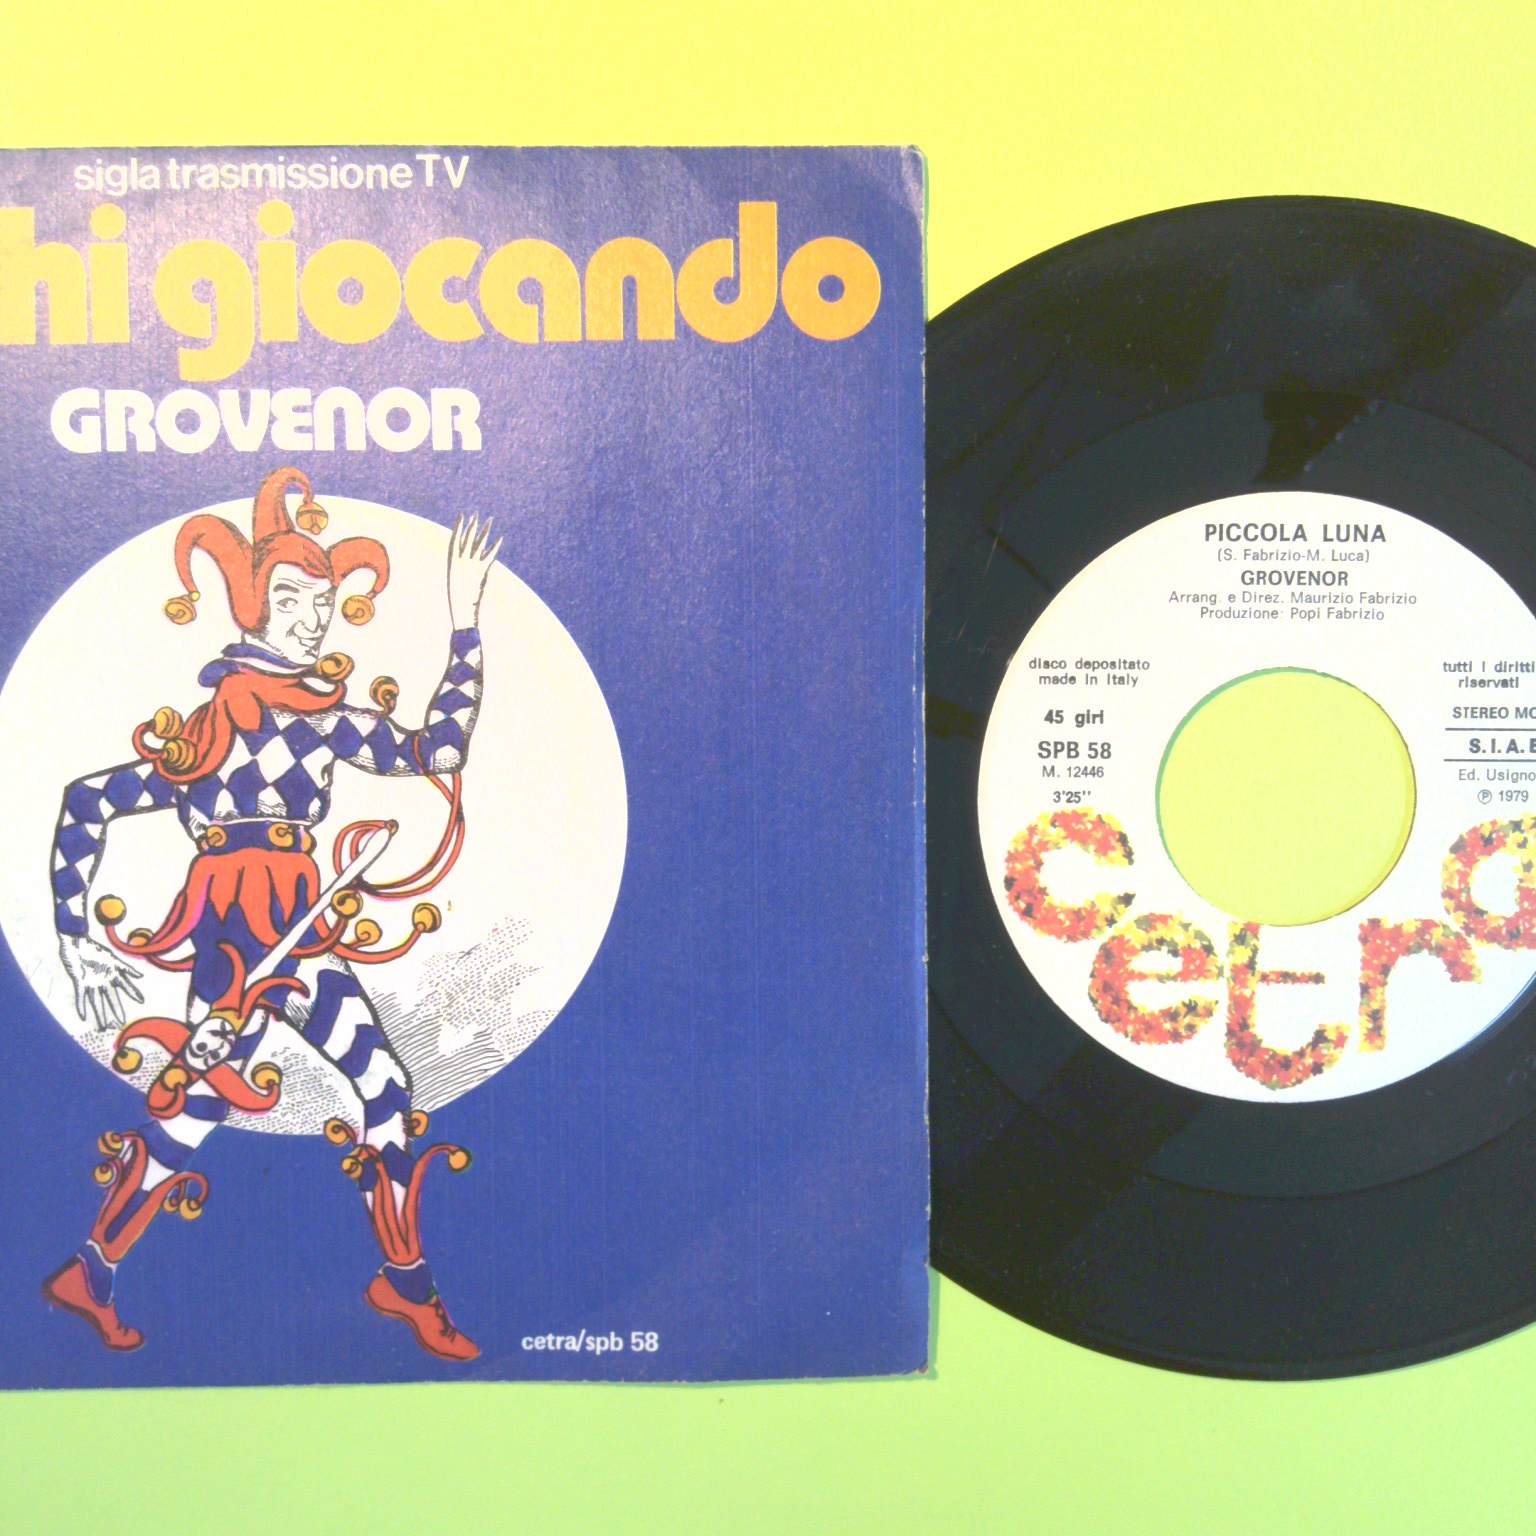 sigla trasmissione TV
hi giocando
GROVENOR
cetra/spb 58
PICCOLA LUNA
(S. Fabrizio-M. Luca)
GROVENOR
Arrang. e Direz. Maurizio Fabrizio
Produzione: Popi Fabrizio
disco depositato
made in Italy
45 giri
SPB 58
M. 12446
3'25''
tutti i diritti
riservati
STEREO MO
S.I.A.E
Ed. Usigno
℗ 1979
cetra